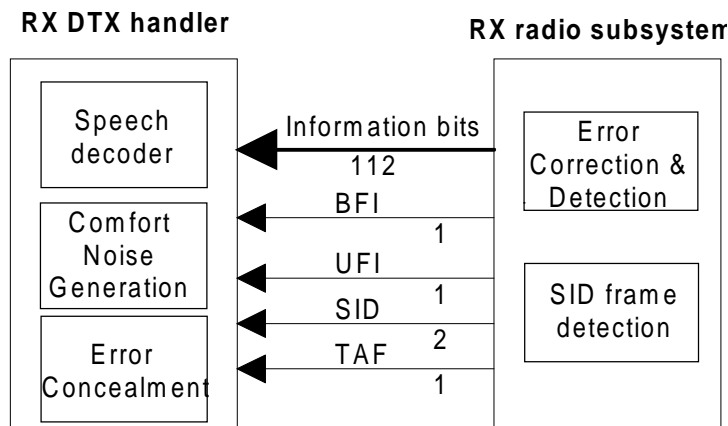 RX DTX handler
RX radio subsystem
Speech
decoder
Comfort
Noise
Generation
Error
Concealment
Information bits
112
BFI
1
UFI
1
SID
2
TAF
1
Error
Correction &
Detection
SID frame
detection